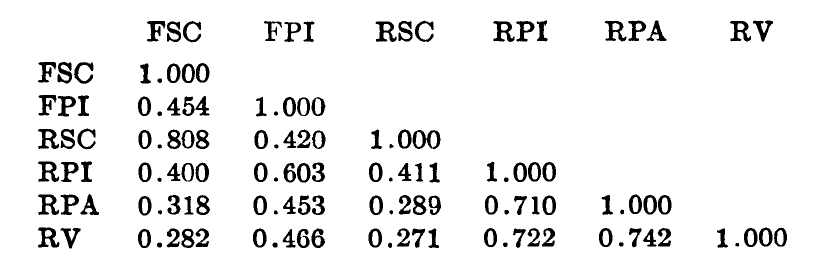 FSC FPI RSC RPI RPA RV
FSC 1.000
FPI 0.454 1.000
RSC 0.808 0.420 1.000
RPI 0.400 0.603 0.411 1.000
RPA 0.318 0.453 0.289 0.710 1.000
RV 0.282 0.466 0.271 0.722 0.742 1.000